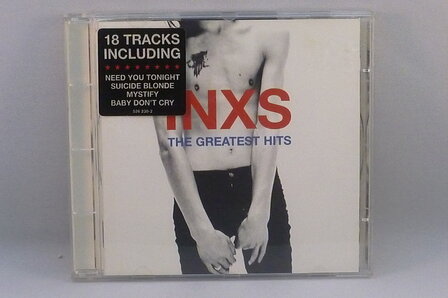 18 TRACKS
INCLUDING
NEED YOU TONIGHT
SUICIDE BLONDE
MYSTIFY
BABY DON'T CRY
INXS
THE GREATEST HITS